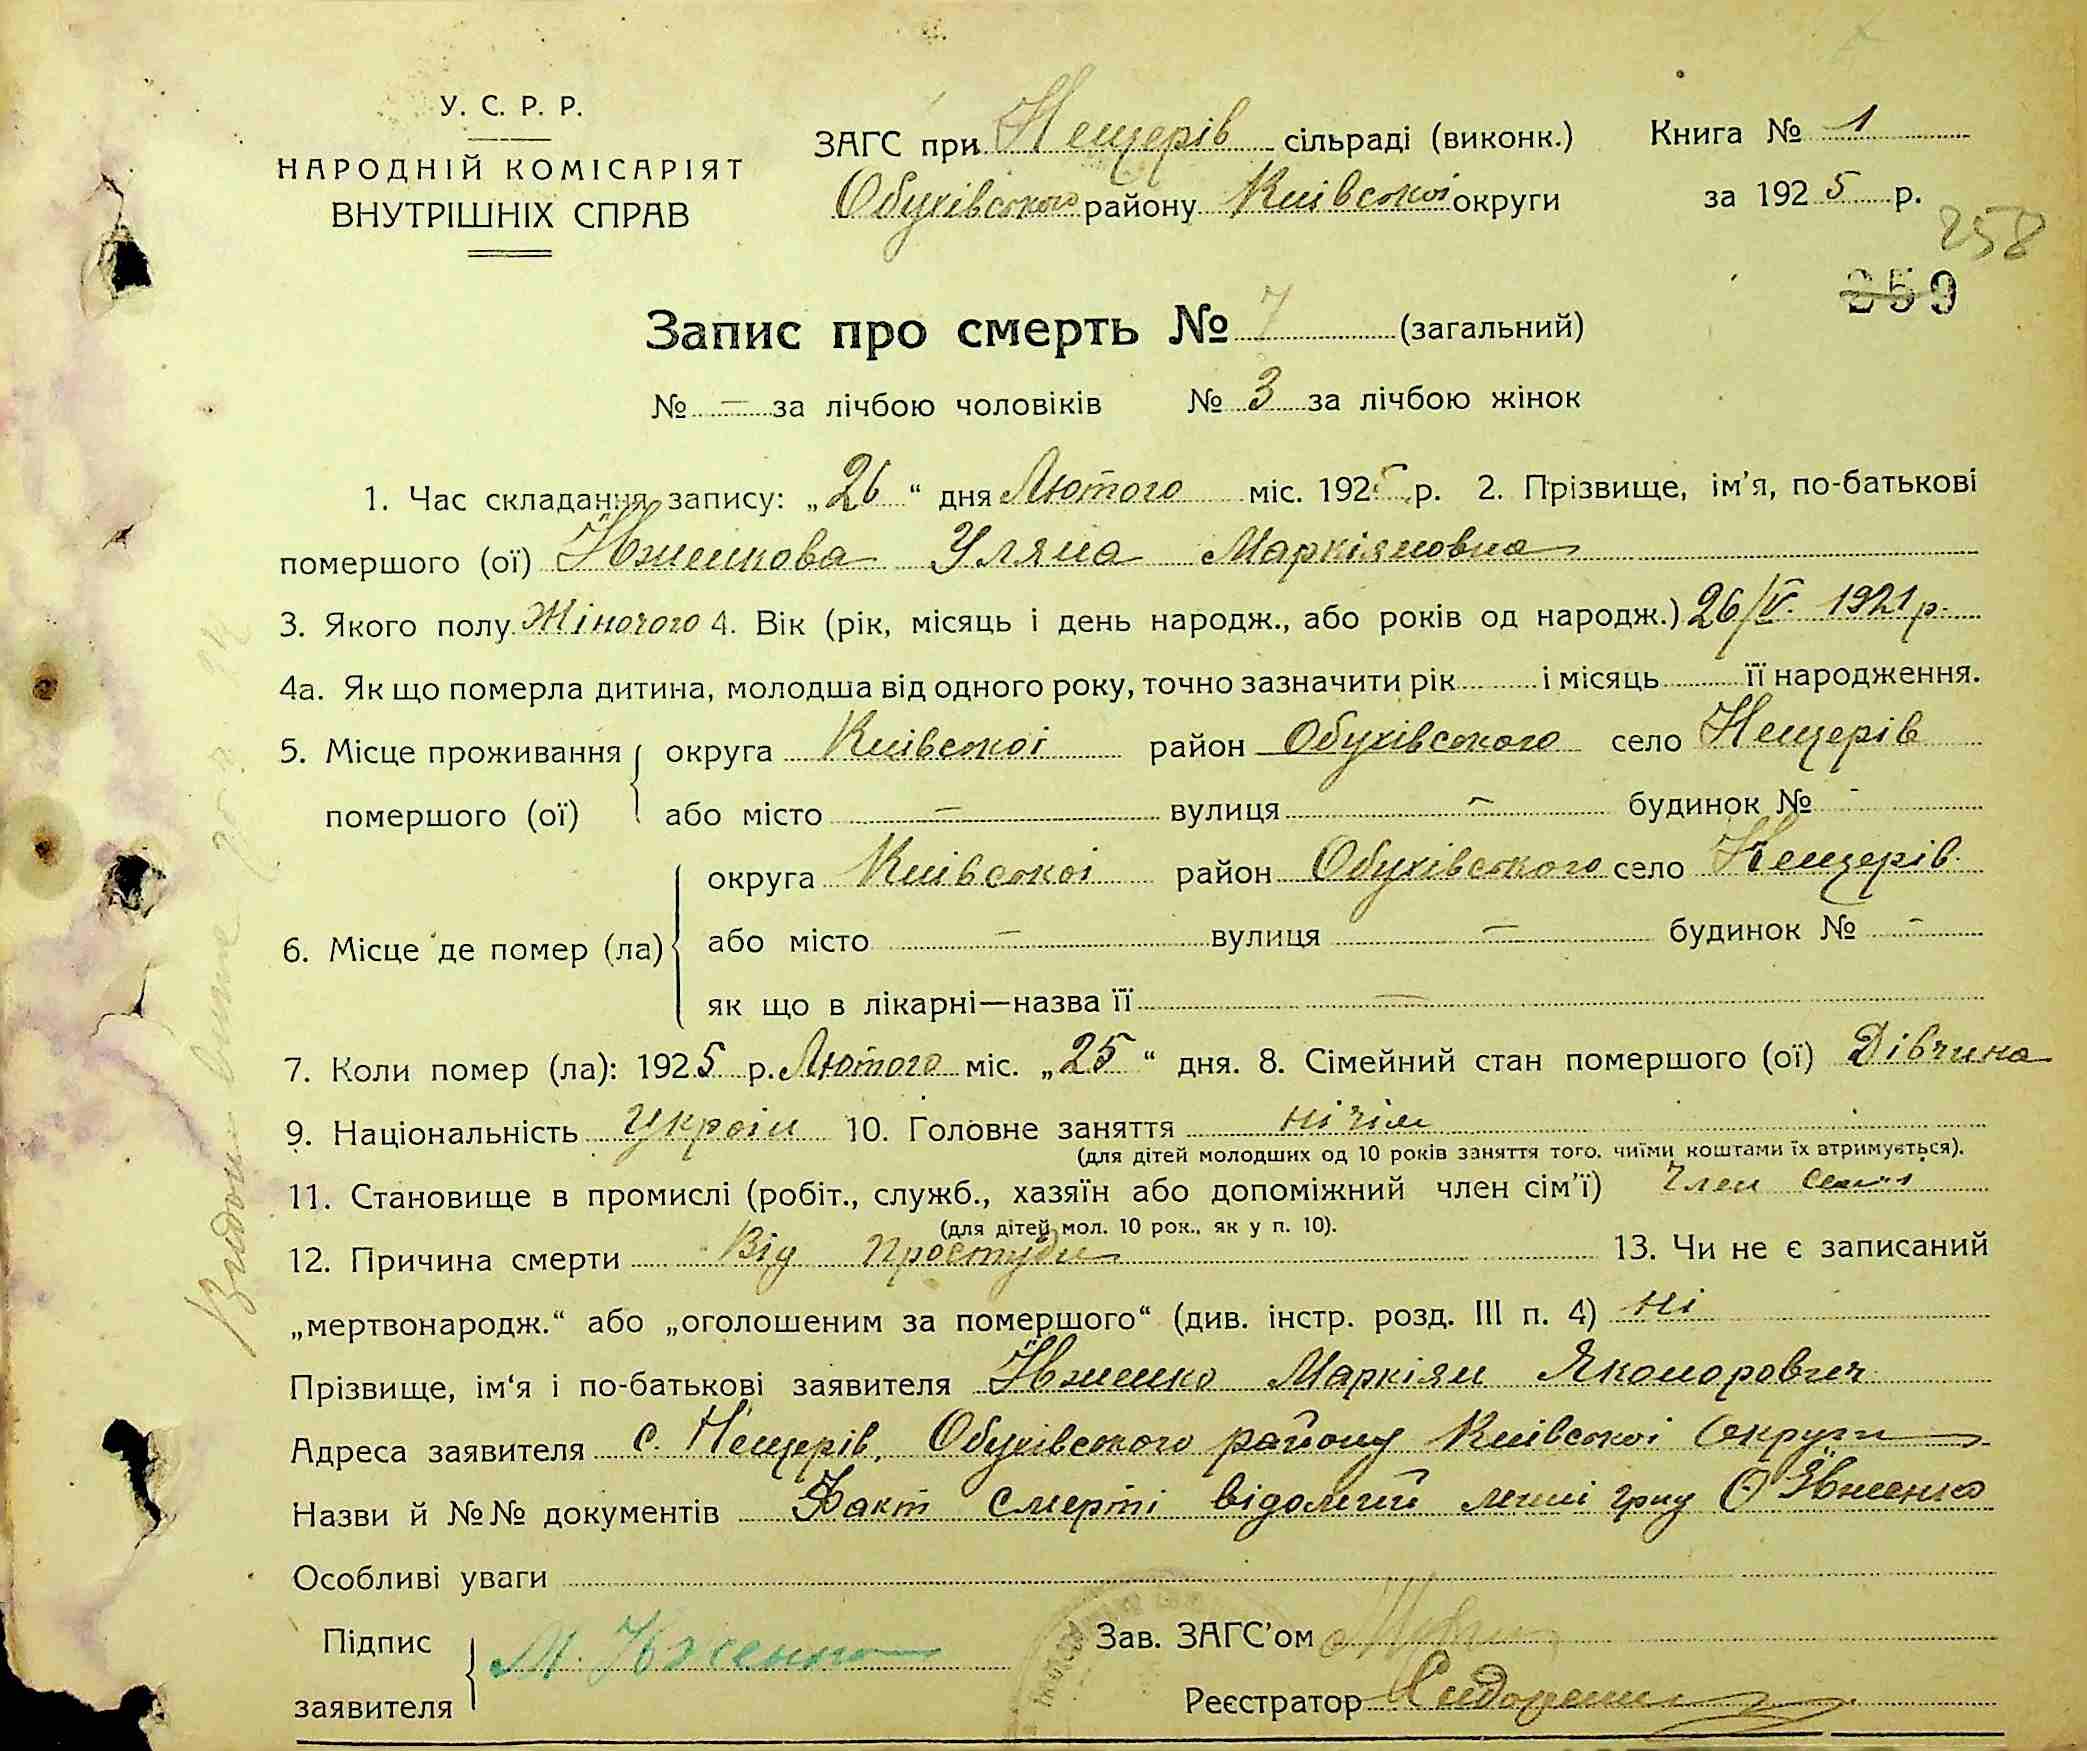 У. С. Р. Р.
НАРОДНІЙ КОМІСАРІЯТ
ВНУТРІШНІХ СПРАВ
ЗАГС при Нещерів сільраді (виконк.)
Обухівського району Київської округи
Книга № 1
за 1925 р.
258
359
Запис про смерть № 7 (загальний)
№ — за лічбою чоловіків № 3 за лічбою жінок
1. Час складання запису: „26“ дня Лютого міс. 1925 р. 2. Прізвище, ім'я, по-батькові
помершого (ої) Уляна Маркіяновна
3. Якого полу Жіночого 4. Вік (рік, місяць і день народж., або років од народж.) 26/V. 1921 р.
4а. Як що померла дитина, молодша від одного року, точно зазначити рік і місяць її народження.
5. Місце проживання округа Київської район Обухівського село Нещерів
помершого (ої) або місто — вулиця — будинок № -
округа Київської район Обухівського село Нещерів
6. Місце де помер (ла) або місто — вулиця — будинок № -
як що в лікарні—назва її —
7. Коли помер (ла): 1925 р. Лютого міс. „25“ дня. 8. Сімейний стан помершого (ої) Дівчина
9. Національність Україн 10. Головне заняття нічім
(для дітей молодших од 10 років заняття того, чиїми коштами їх втримується).
11. Становище в промислі (робіт., служб., хазяїн або допоміжний член сім'ї) Член семї
(для дітей мол. 10 рок., як у п. 10).
12. Причина смерти Від простуди 13. Чи не є записаний
„мертвонародж.“ або „оголошеним за помершого“ (див. інстр. розд. III п. 4) ні
Прізвище, ім'я і по-батькові заявителя Маркіян
Адреса заявителя с. Нещерів, Обухівського району Київської округи
Назви й №№ документів Факт смерті відомий
Особливі уваги
Підпис
заявителя М.
Зав. ЗАГС'ом
Реєстратор